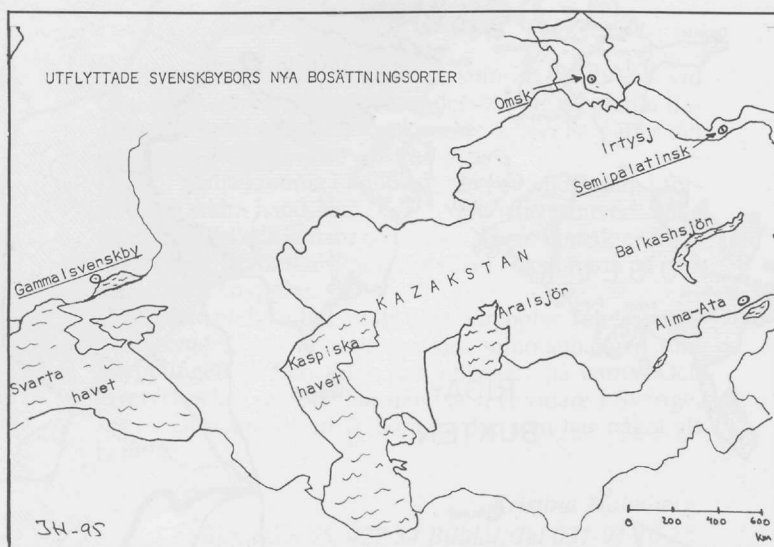 UTFLYTTADE SVENSKBYBORS NYA BOSÄTTNINGSORTER
Omsk
Irtysj
Semipalatinsk
Gammalsvenskby
Balkashsjön
KAZAKSTAN
Aralsjön
Alma-Ata
Kaspiska
havet
Svarta
havet
JH-95
0 200 400 600
km